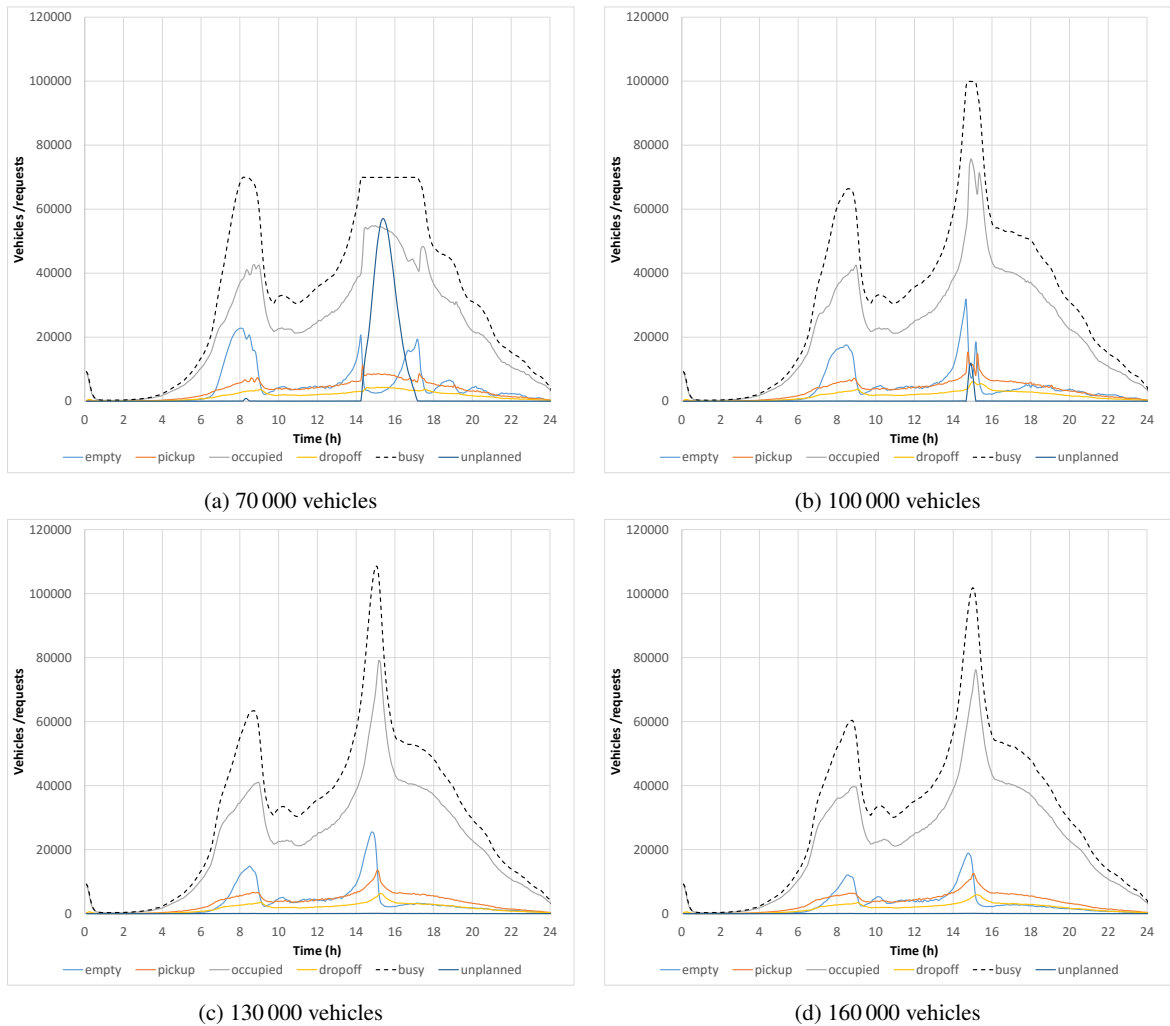 120000
100000
80000
60000
40000
20000
0
Vehicles /requests
0 2 4 6 8 10 12 14 16 18 20 22 24
Time (h)
empty pickup occupied dropoff busy unplanned
(a) 70 000 vehicles
120000
100000
80000
60000
40000
20000
0
Vehicles /requests
0 2 4 6 8 10 12 14 16 18 20 22 24
Time (h)
empty pickup occupied dropoff busy unplanned
(b) 100 000 vehicles
120000
100000
80000
60000
40000
20000
0
Vehicles /requests
0 2 4 6 8 10 12 14 16 18 20 22 24
Time (h)
empty pickup occupied dropoff busy unplanned
(c) 130 000 vehicles
120000
100000
80000
60000
40000
20000
0
Vehicles /requests
0 2 4 6 8 10 12 14 16 18 20 22 24
Time (h)
empty pickup occupied dropoff busy unplanned
(d) 160 000 vehicles